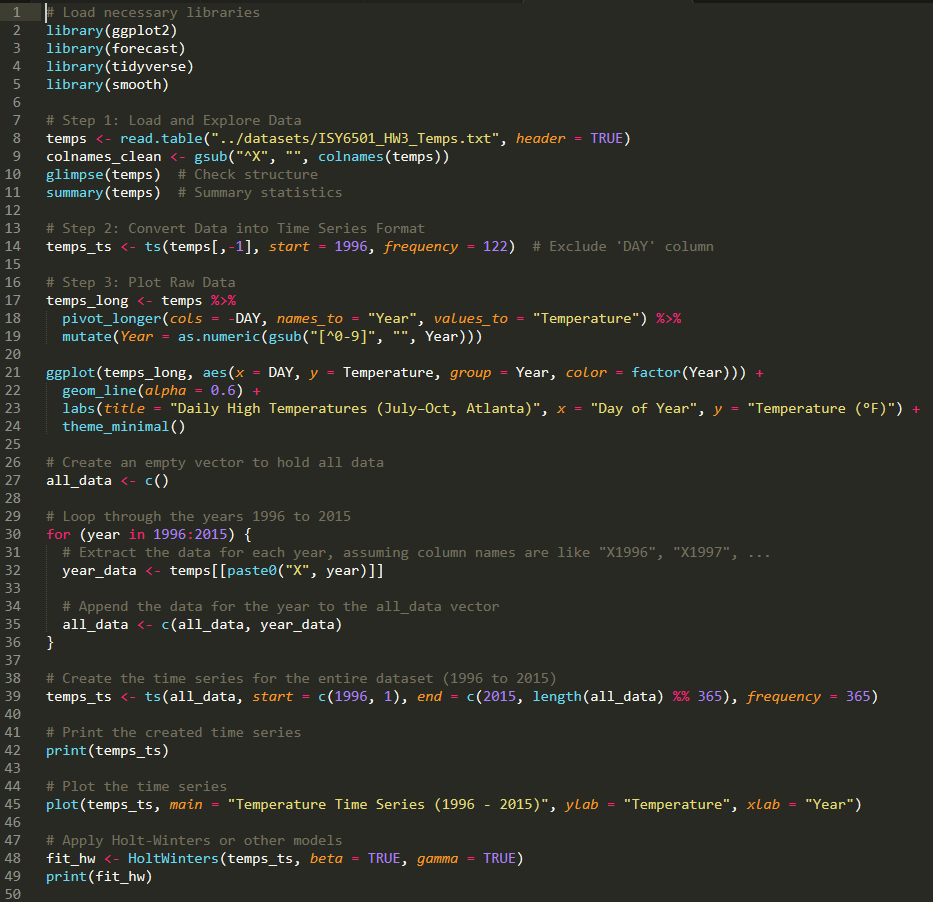 1 # Load necessary libraries
2 library(ggplot2)
3 library(forecast)
4 library(tidyverse)
5 library(smooth)
6
7 # Step 1: Load and Explore Data
8 temps <- read.table("../datasets/ISY6501_HW3_Temps.txt", header = TRUE)
9 colnames_clean <- gsub("^X", "", colnames(temps))
10 glimpse(temps)  # Check structure
11 summary(temps)  # Summary statistics
12
13 # Step 2: Convert Data into Time Series Format
14 temps_ts <- ts(temps[,-1], start = 1996, frequency = 122)  # Exclude 'DAY' column
15
16 # Step 3: Plot Raw Data
17 temps_long <- temps %>%
18   pivot_longer(cols = -DAY, names_to = "Year", values_to = "Temperature") %>%
19   mutate(Year = as.numeric(gsub("[^0-9]", "", Year)))
20
21 ggplot(temps_long, aes(x = DAY, y = Temperature, group = Year, color = factor(Year))) +
22   geom_line(alpha = 0.6) +
23   labs(title = "Daily High Temperatures (July–Oct, Atlanta)", x = "Day of Year", y = "Temperature (°F)") +
24   theme_minimal()
25
26 # Create an empty vector to hold all data
27 all_data <- c()
28
29 # Loop through the years 1996 to 2015
30 for (year in 1996:2015) {
31   # Extract the data for each year, assuming column names are like "X1996", "X1997", ...
32   year_data <- temps[[paste0("X", year)]]
33
34   # Append the data for the year to the all_data vector
35   all_data <- c(all_data, year_data)
36 }
37
38 # Create the time series for the entire dataset (1996 to 2015)
39 temps_ts <- ts(all_data, start = c(1996, 1), end = c(2015, length(all_data) %% 365), frequency = 365)
40
41 # Print the created time series
42 print(temps_ts)
43
44 # Plot the time series
45 plot(temps_ts, main = "Temperature Time Series (1996 - 2015)", ylab = "Temperature", xlab = "Year")
46
47 # Apply Holt-Winters or other models
48 fit_hw <- HoltWinters(temps_ts, beta = TRUE, gamma = TRUE)
49 print(fit_hw)
50